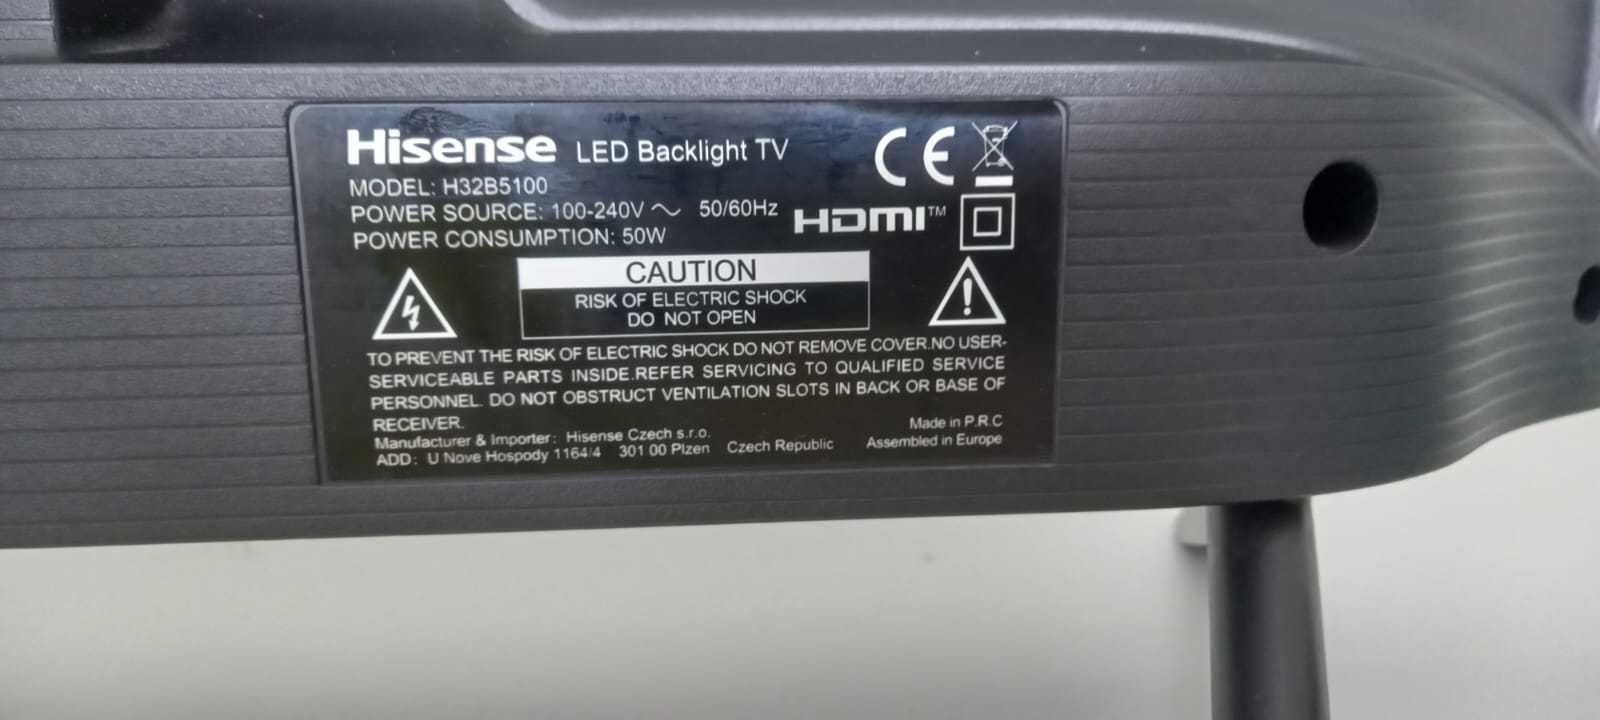 Hisense LED Backlight TV
MODEL: H32B5100
POWER SOURCE: 100-240V ～ 50/60Hz
POWER CONSUMPTION: 50W
HDMI™
CAUTION
RISK OF ELECTRIC SHOCK
DO NOT OPEN
TO PREVENT THE RISK OF ELECTRIC SHOCK DO NOT REMOVE COVER.NO USER-
SERVICEABLE PARTS INSIDE.REFER SERVICING TO QUALIFIED SERVICE
PERSONNEL. DO NOT OBSTRUCT VENTILATION SLOTS IN BACK OR BASE OF
RECEIVER.
Manufacturer & Importer: Hisense Czech s.r.o.
ADD: U Nove Hospody 1164/4 301 00 Plzen Czech Republic
Made in P.R.C
Assembled in Europe
CE